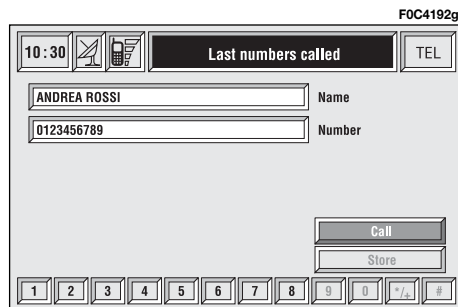 F0C4192g
10:30 Last numbers called TEL
ANDREA ROSSI Name
0123456789 Number
Call
Store
1 2 3 4 5 6 7 8 9 0 */+ #